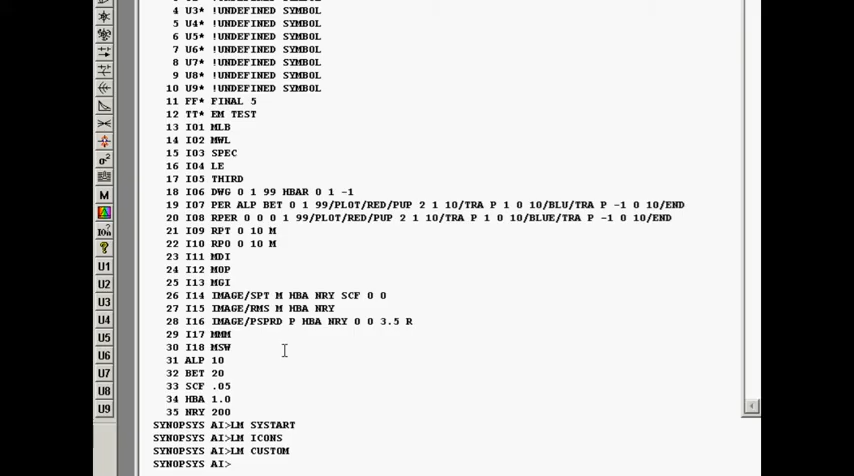 4 U3* !UNDEFINED SYMBOL
5 U4* !UNDEFINED SYMBOL
6 U5* !UNDEFINED SYMBOL
7 U6* !UNDEFINED SYMBOL
8 U7* !UNDEFINED SYMBOL
9 U8* !UNDEFINED SYMBOL
10 U9* !UNDEFINED SYMBOL
11 FF* FINAL 5
12 TT* EM TEST
13 I01 MLB
14 I02 MWL
15 I03 SPEC
16 I04 LE
17 I05 THIRD
18 I06 DWG 0 1 99 HBAR 0 1 -1
19 I07 PER ALP BET 0 1 99/PLOT/RED/PUP 2 1 10/TRA P 1 0 10/BLU/TRA P -1 0 10/END
20 I08 RPER 0 0 0 1 99/PLOT/RED/PUP 2 1 10/TRA P 1 0 10/BLUE/TRA P -1 0 10/END
21 I09 RPT 0 10 M
22 I10 RPO 0 10 M
23 I11 MDI
24 I12 MOP
25 I13 MGI
26 I14 IMAGE/SPT M HBA NRY SCF 0 0
27 I15 IMAGE/RMS M HBA NRY
28 I16 IMAGE/PSPRD P HBA NRY 0 0 3.5 R
29 I17 MMM
30 I18 MSW
31 ALP 10
32 BET 20
33 SCF .05
34 HBA 1.0
35 NRY 200
SYNOPSYS AI>LM SYSTART
SYNOPSYS AI>LM ICONS
SYNOPSYS AI>LM CUSTOM
SYNOPSYS AI>
σ²
M
?
U1
U2
U3
U4
U5
U6
U7
U8
U9